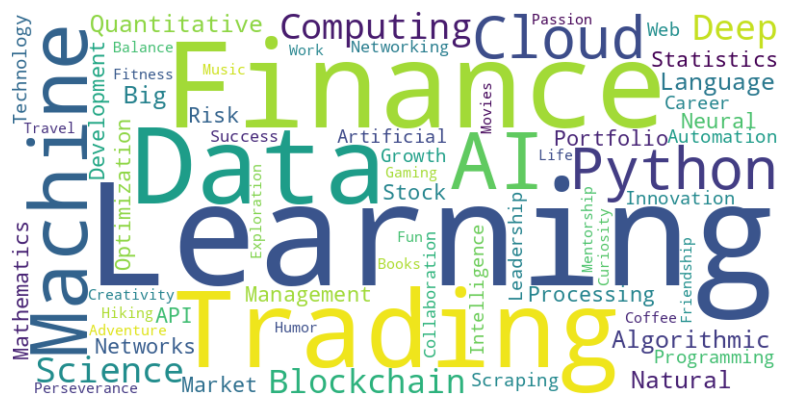 Technology
Quantitative
Computing
Cloud
Passion
Web
Deep
Balance
Work
Networking
Statistics
Machine
Development
Fitness
Music
Finance
Movies
Language
Big
Career
Travel
Risk
Neural
Success
Artificial
Portfolio
Automation
Optimization
Data
Growth
AI
Life
Python
Gaming
Stock
Innovation
Exploration
Learning
Leadership
Mentorship
Curiosity
Mathematics
Fun
Collaboration
Intelligence
Books
Friendship
Creativity
Management
Processing
Hiking
API
Trading
Coffee
Adventure
Humor
Algorithmic
Networks
Programming
Science
Market
Blockchain
Scraping
Natural
Perseverance